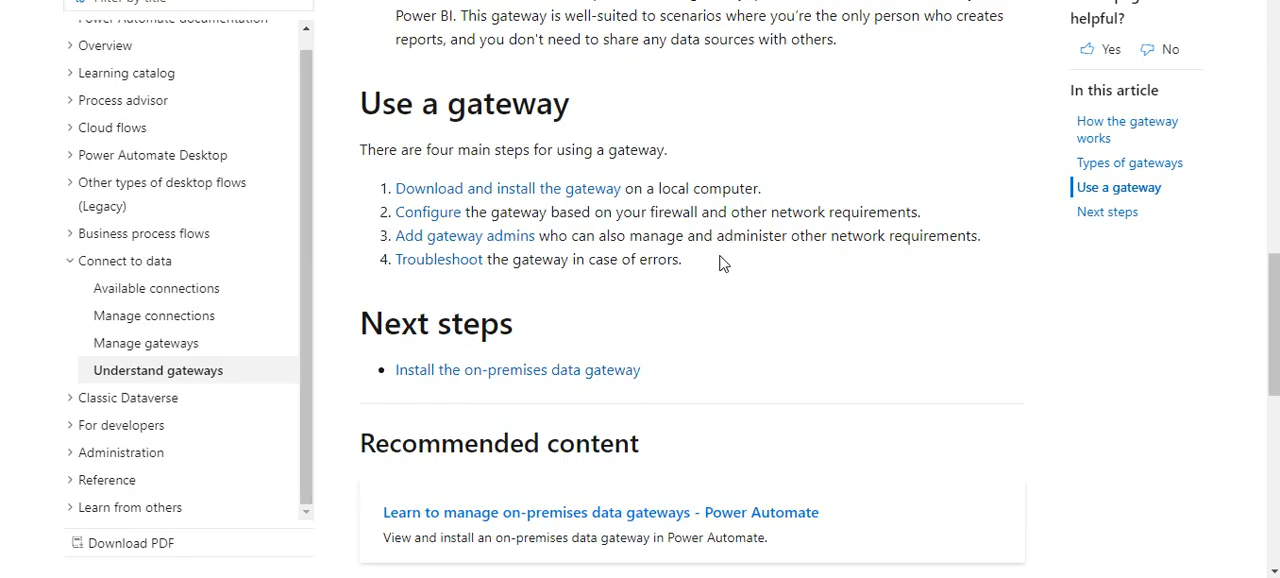 Power Automate documentation
Overview
Learning catalog
Process advisor
Cloud flows
Power Automate Desktop
Other types of desktop flows
(Legacy)
Business process flows
Connect to data
Available connections
Manage connections
Manage gateways
Understand gateways
Classic Dataverse
For developers
Administration
Reference
Learn from others
Download PDF
Power BI. This gateway is well-suited to scenarios where you're the only person who creates
reports, and you don't need to share any data sources with others.
Use a gateway
There are four main steps for using a gateway.
1. Download and install the gateway on a local computer.
2. Configure the gateway based on your firewall and other network requirements.
3. Add gateway admins who can also manage and administer other network requirements.
4. Troubleshoot the gateway in case of errors.
Next steps
• Install the on-premises data gateway
Recommended content
Learn to manage on-premises data gateways - Power Automate
View and install an on-premises data gateway in Power Automate.
helpful?
Yes No
In this article
How the gateway
works
Types of gateways
Use a gateway
Next steps